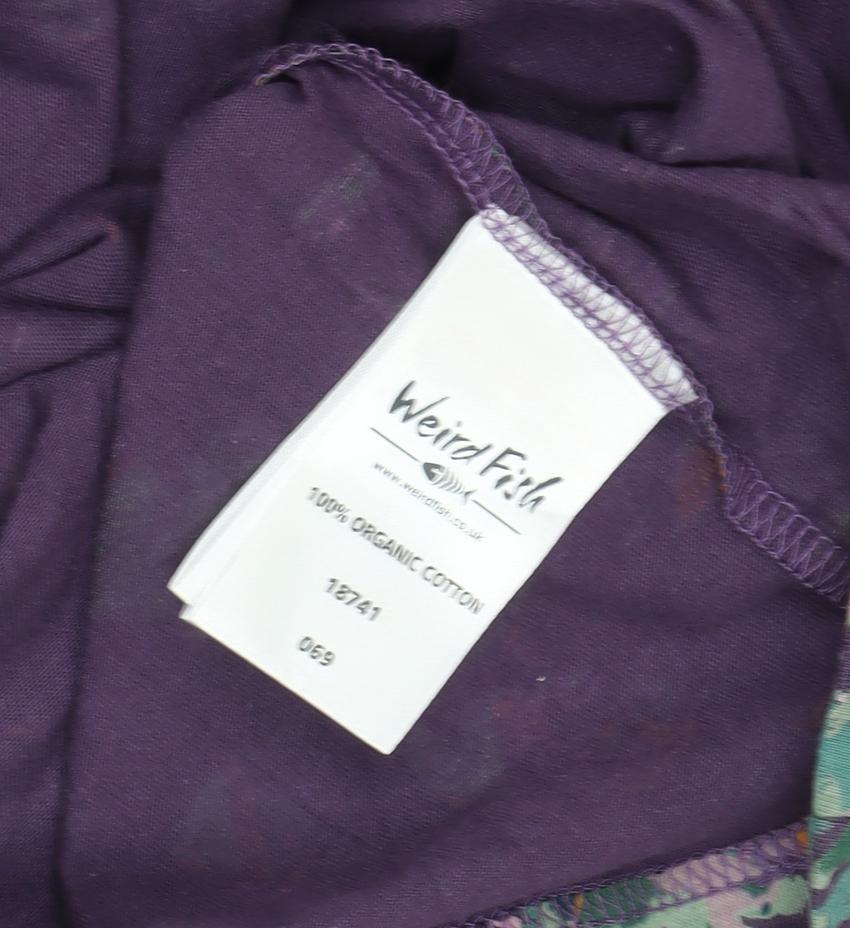 Weird Fish
www.weirdfish.co.uk
100% ORGANIC COTTON
18741
069